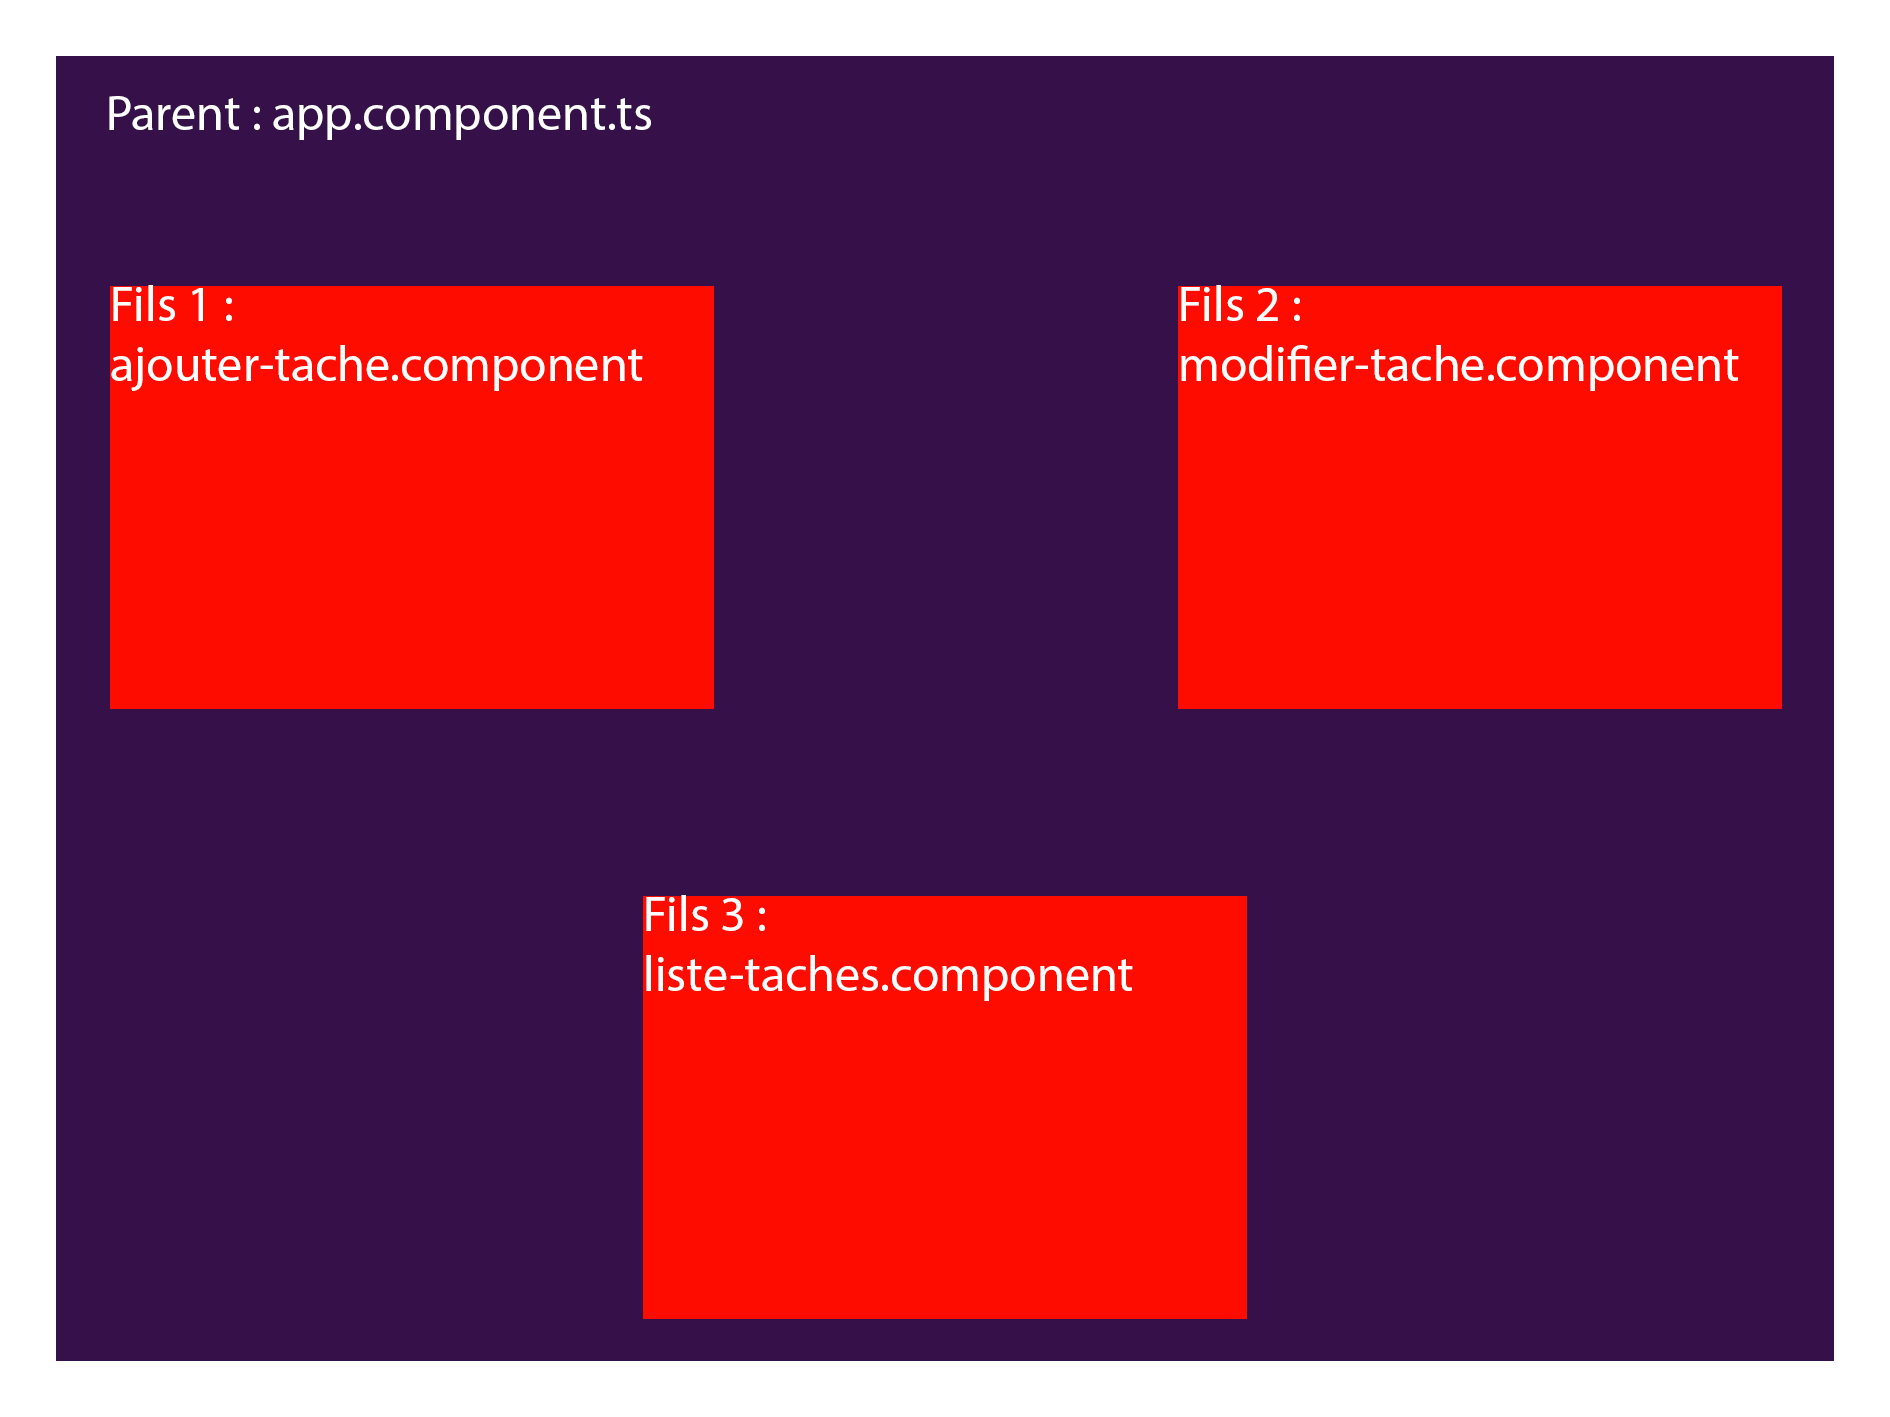 Parent : app.component.ts
Fils 1 :
ajouter-tache.component
Fils 2 :
modifier-tache.component
Fils 3 :
liste-taches.component